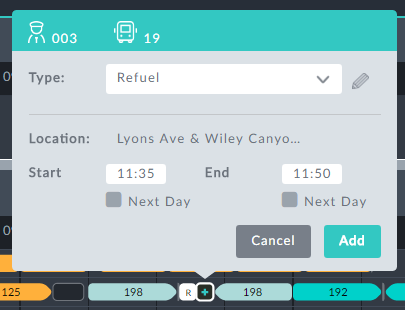 003 19
Type: Refuel
Location: Lyons Ave & Wiley Canyo...
Start 11:35 End 11:50
Next Day Next Day
Cancel Add
125 198 R + 198 192